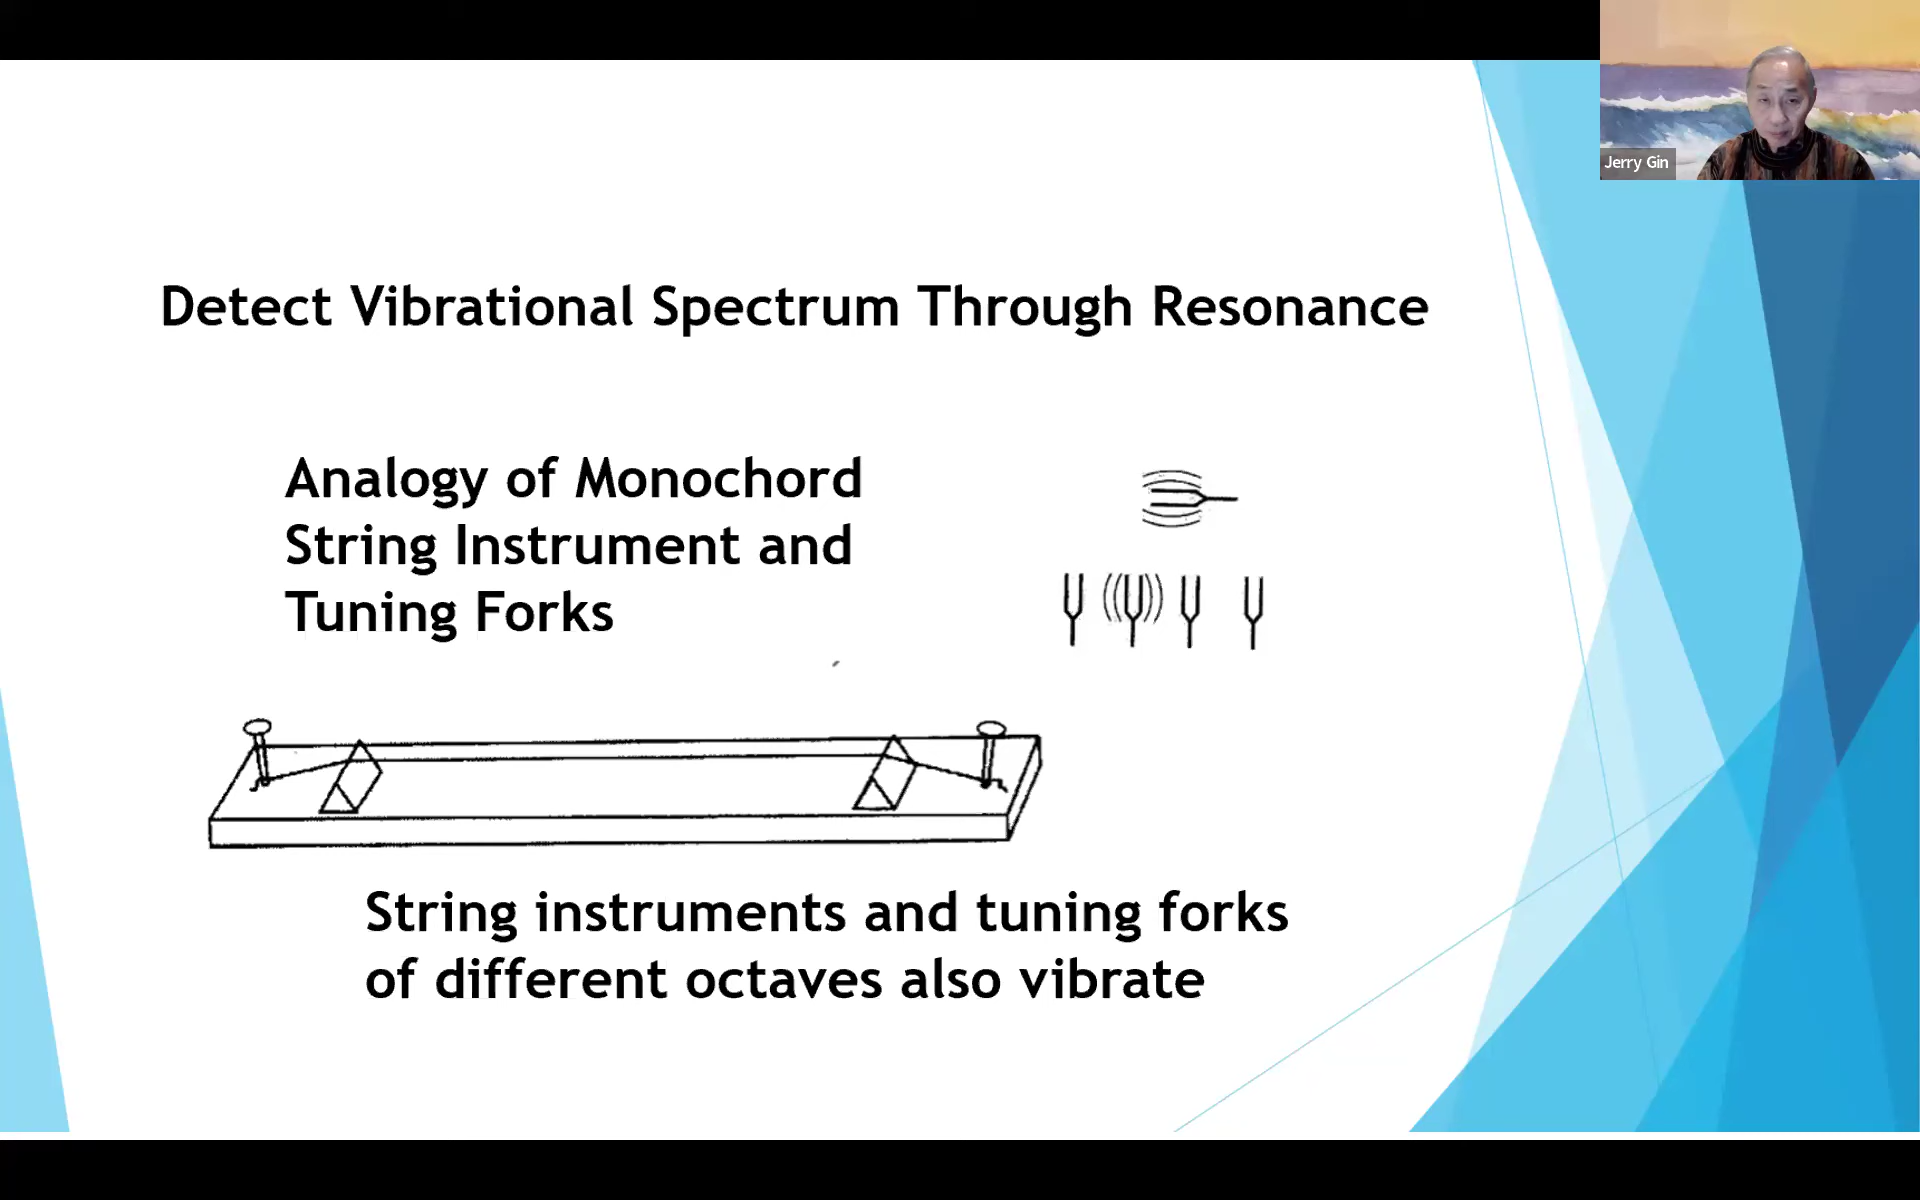 Jerry Gin
Detect Vibrational Spectrum Through Resonance
Analogy of Monochord
String Instrument and
Tuning Forks
String instruments and tuning forks
of different octaves also vibrate